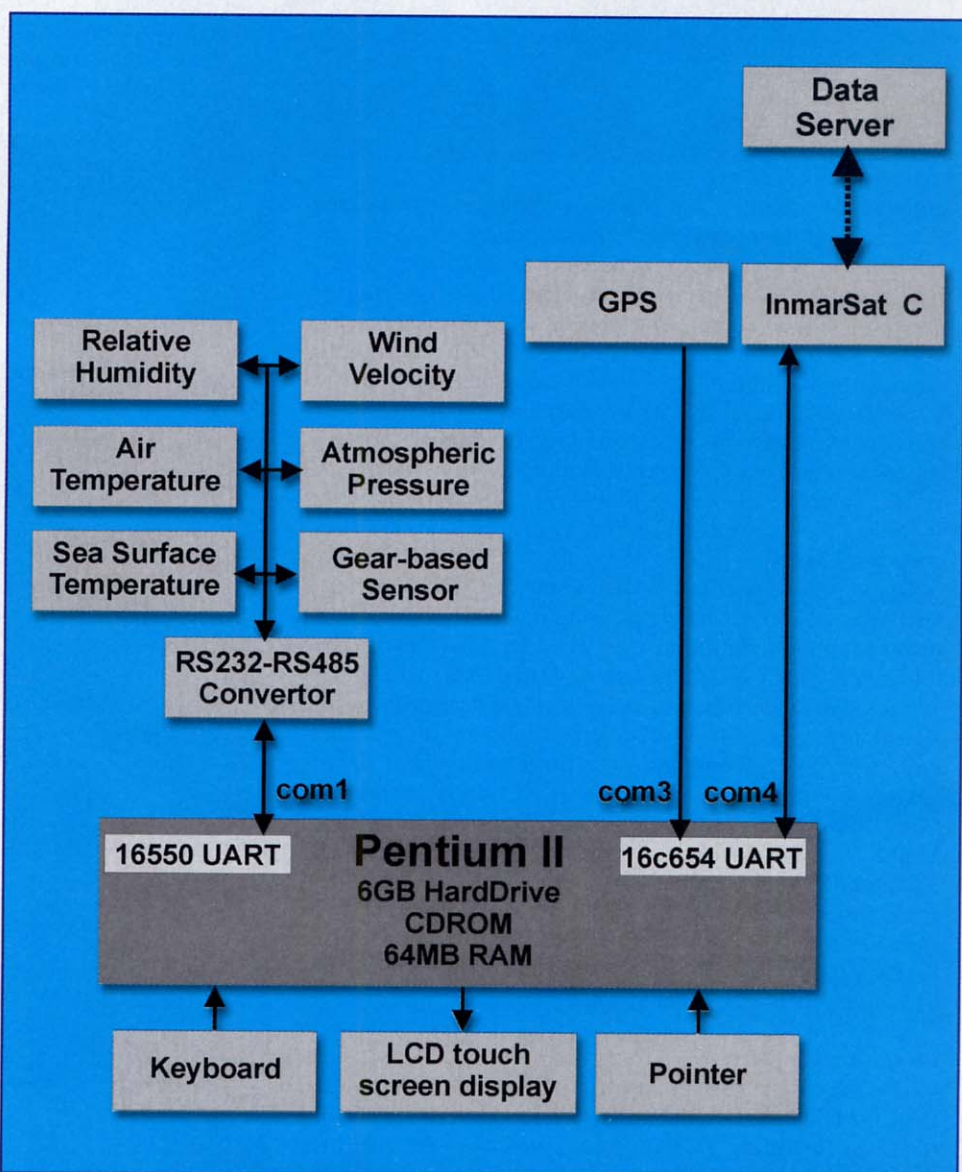 Data
Server
GPS
InmarSat C
Relative
Humidity
Wind
Velocity
Air
Temperature
Atmospheric
Pressure
Sea Surface
Temperature
Gear-based
Sensor
RS232-RS485
Convertor
com1
com3
com4
16550 UART
Pentium II
16c654 UART
6GB HardDrive
CDROM
64MB RAM
Keyboard
LCD touch
screen display
Pointer